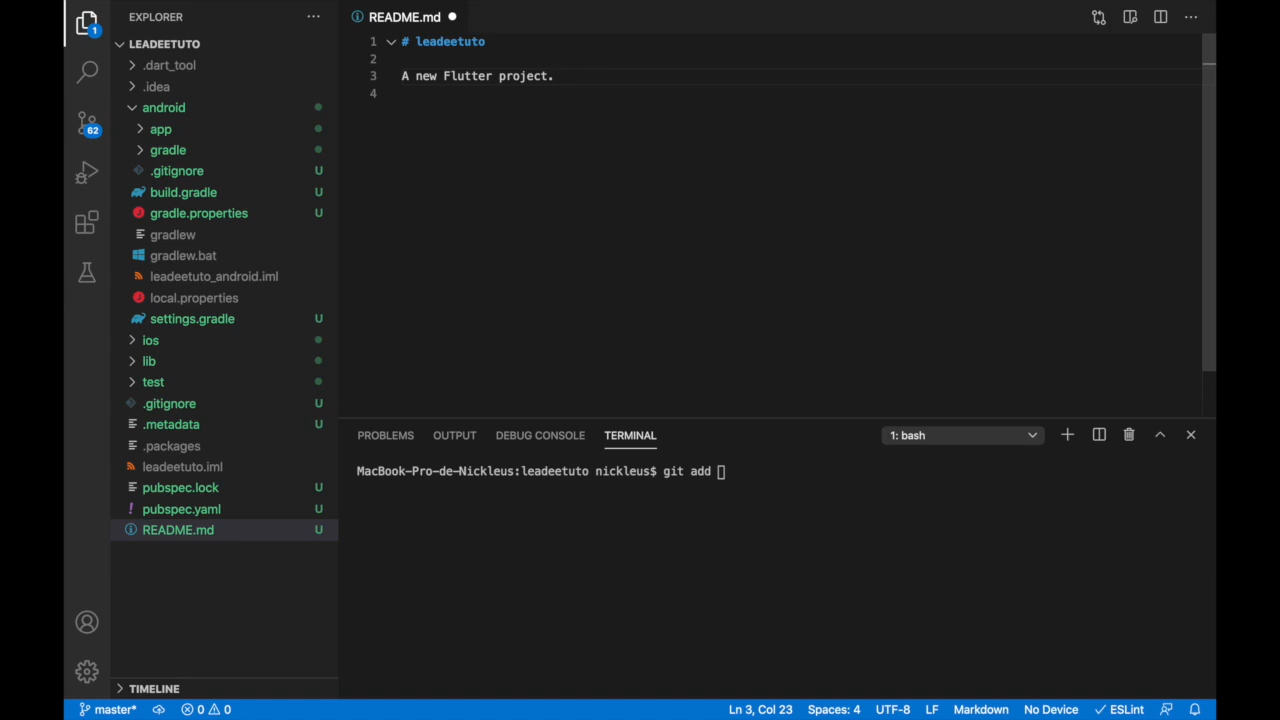 EXPLORER
README.md
1
LEADEETUTO
1 # leadeetuto
2
.dart_tool
3 A new Flutter project.
.idea
4
android
app
62
gradle
.gitignore U
build.gradle U
gradle.properties U
gradlew
gradlew.bat
leadeetuto_android.iml
local.properties
settings.gradle U
ios
lib
test
.gitignore U
.metadata U
.packages
leadeetuto.iml
pubspec.lock U
pubspec.yaml U
README.md U
PROBLEMS OUTPUT DEBUG CONSOLE TERMINAL 1: bash
MacBook-Pro-de-Nickleus:leadeetuto nickleus$ git add
TIMELINE
master* 0 0 Ln 3, Col 23 Spaces: 4 UTF-8 LF Markdown No Device ESLint